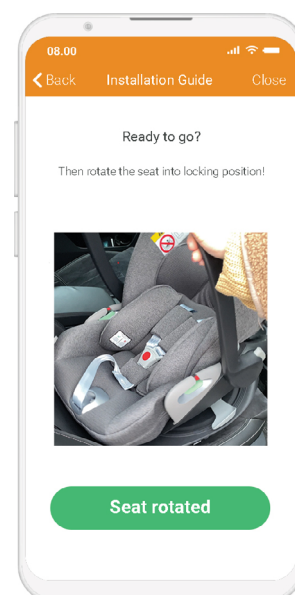 08.00
Back Installation Guide Close
Ready to go?
Then rotate the seat into locking position!
Seat rotated